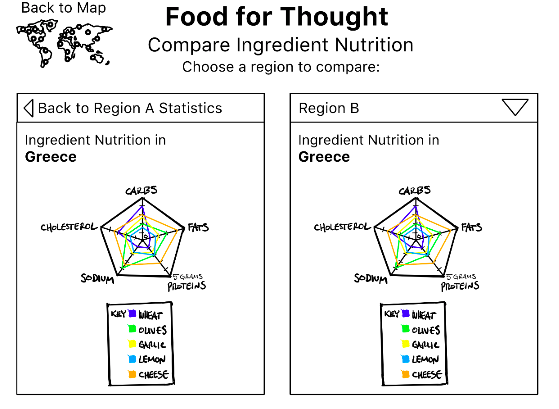 Back to Map
Food for Thought
Compare Ingredient Nutrition
Choose a region to compare:
Back to Region A Statistics
Ingredient Nutrition in
Greece
CARBS
CHOLESTEROL
FATS
SODIUM
5 GRAMS
PROTEINS
KEY WHEAT
OLIVES
GARLIC
LEMON
CHEESE
Region B
Ingredient Nutrition in
Greece
CARBS
CHOLESTEROL
FATS
SODIUM
5 GRAMS
PROTEINS
KEY WHEAT
OLIVES
GARLIC
LEMON
CHEESE